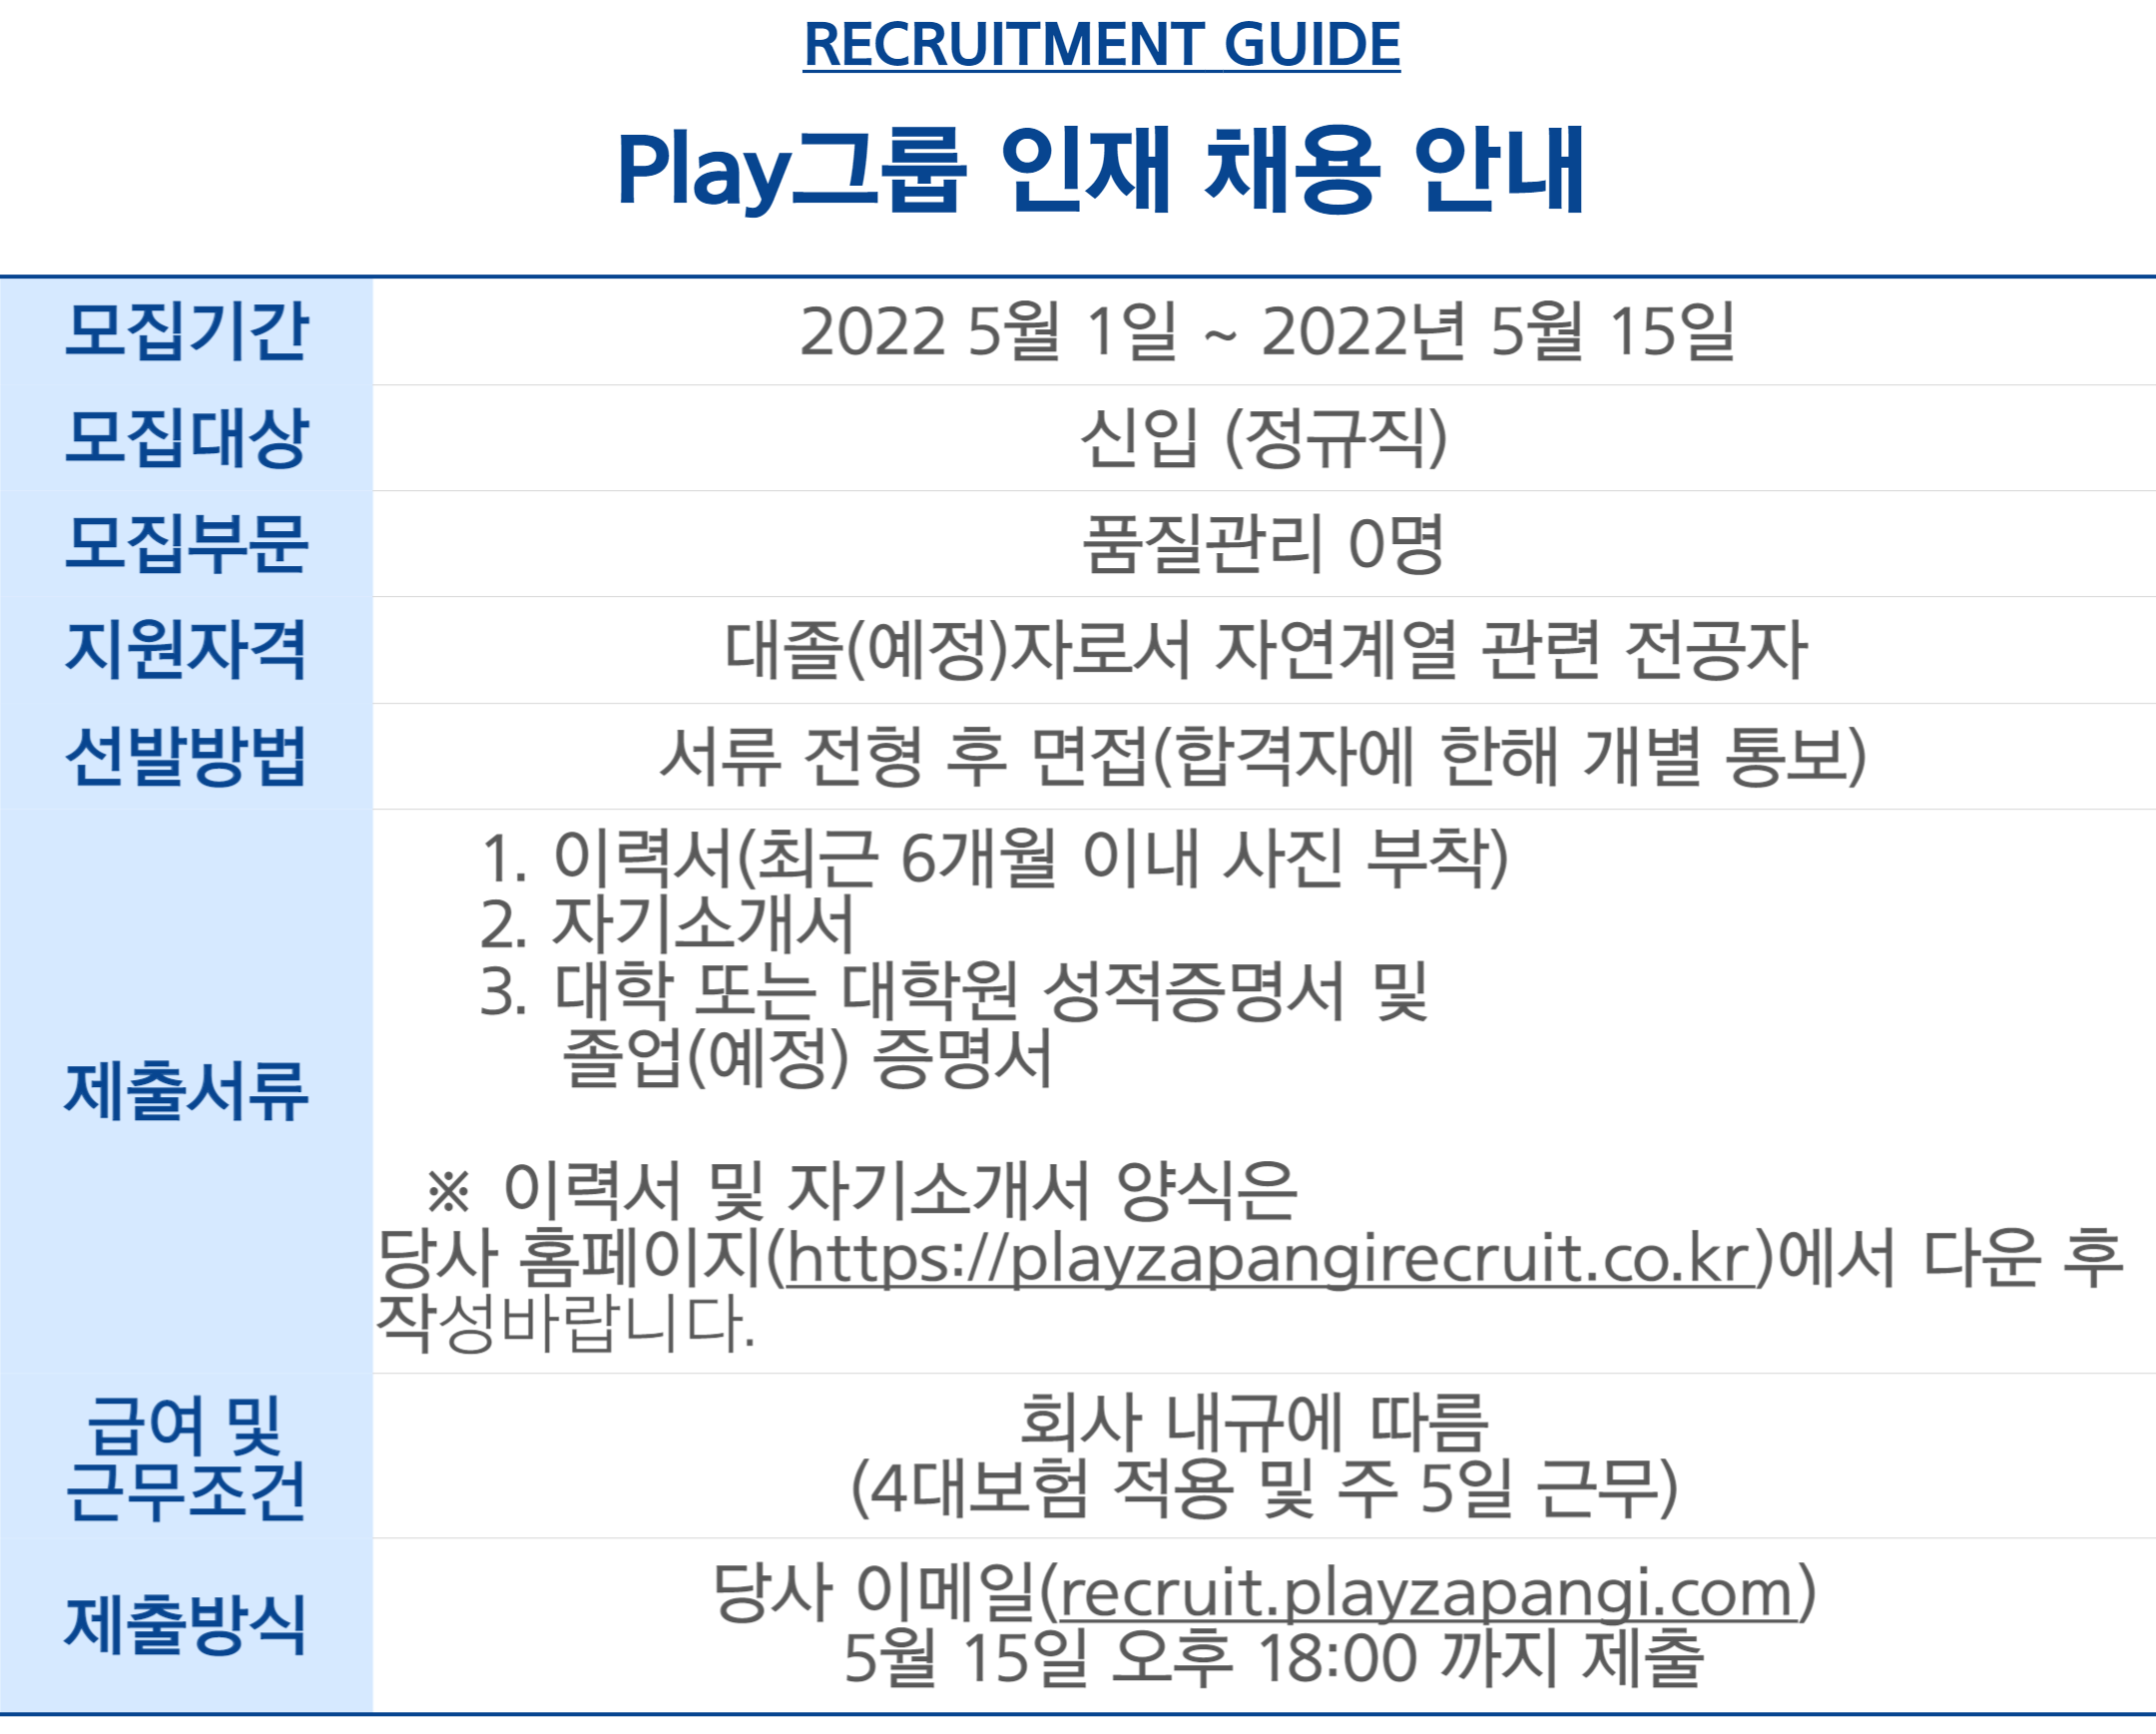 RECRUITMENT GUIDE
Play그룹 인재 채용 안내
모집기간 2022 5월 1일 ~ 2022년 5월 15일
모집대상 신입 (정규직)
모집부문 품질관리 0명
지원자격 대졸(예정)자로서 자연계열 관련 전공자
선발방법 서류 전형 후 면접(합격자에 한해 개별 통보)
제출서류
1. 이력서(최근 6개월 이내 사진 부착)
2. 자기소개서
3. 대학 또는 대학원 성적증명서 및
졸업(예정) 증명서
※ 이력서 및 자기소개서 양식은
당사 홈페이지(https://playzapangirecruit.co.kr)에서 다운 후
작성바랍니다.
급여 및
근무조건
회사 내규에 따름
(4대보험 적용 및 주 5일 근무)
제출방식
당사 이메일(recruit.playzapangi.com)
5월 15일 오후 18:00 까지 제출